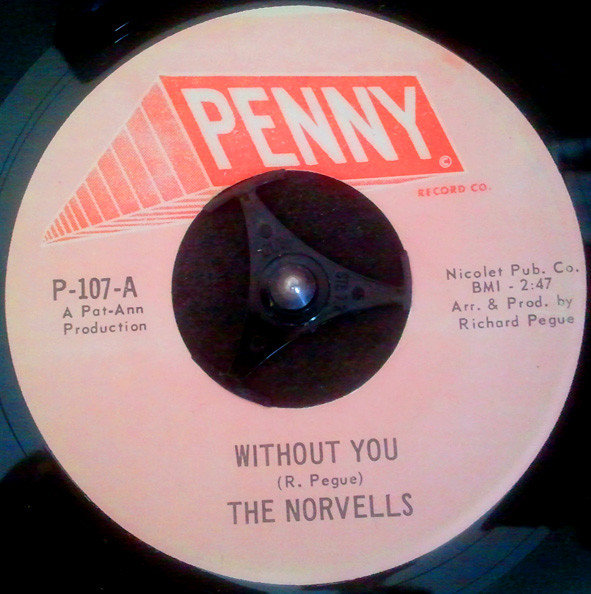 PENNY
©
RECORD CO.
P-107-A
A Pat-Ann
Production
Nicolet Pub. Co.
BMI - 2:47
Arr. & Prod. by
Richard Pegue
WITHOUT YOU
(R. Pegue)
THE NORVELLS